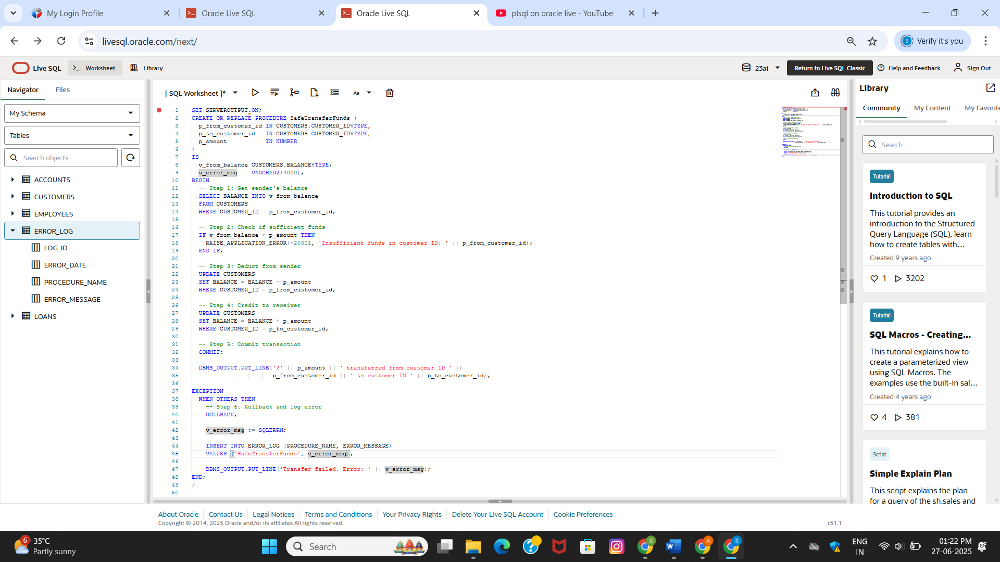 My Login Profile
Oracle Live SQL
Oracle Live SQL
plsql on oracle live - YouTube
livesql.oracle.com/next/
Verify it's you
Live SQL
Worksheet
Library
23ai
Return to Live SQL Classic
Help and Feedback
Sign Out
Navigator
Files
My Schema
Tables
Search objects
ACCOUNTS
CUSTOMERS
EMPLOYEES
ERROR_LOG
LOG_ID
ERROR_DATE
PROCEDURE_NAME
ERROR_MESSAGE
LOANS
[ SQL Worksheet ]*
Aa
1 SET SERVEROUTPUT ON;
2 CREATE OR REPLACE PROCEDURE SafeTransferFunds (
3 p_from_customer_id IN CUSTOMERS.CUSTOMER_ID%TYPE,
4 p_to_customer_id IN CUSTOMERS.CUSTOMER_ID%TYPE,
5 p_amount IN NUMBER
6 )
7 IS
8 v_from_balance CUSTOMERS.BALANCE%TYPE;
9 v_error_msg VARCHAR2(4000);
10 BEGIN
11 -- Step 1: Get sender's balance
12 SELECT BALANCE INTO v_from_balance
13 FROM CUSTOMERS
14 WHERE CUSTOMER_ID = p_from_customer_id;
15
16 -- Step 2: Check if sufficient funds
17 IF v_from_balance < p_amount THEN
18 RAISE_APPLICATION_ERROR(-20001, 'Insufficient funds in customer ID: ' || p_from_customer_id);
19 END IF;
20
21 -- Step 3: Deduct from sender
22 UPDATE CUSTOMERS
23 SET BALANCE = BALANCE - p_amount
24 WHERE CUSTOMER_ID = p_from_customer_id;
25
26 -- Step 4: Credit to receiver
27 UPDATE CUSTOMERS
28 SET BALANCE = BALANCE + p_amount
29 WHERE CUSTOMER_ID = p_to_customer_id;
30
31 -- Step 5: Commit transaction
32 COMMIT;
33
34 DBMS_OUTPUT.PUT_LINE('₹' || p_amount || ' transferred from customer ID ' ||
35 p_from_customer_id || ' to customer ID ' || p_to_customer_id);
36
37 EXCEPTION
38 WHEN OTHERS THEN
39 -- Step 6: Rollback and log error
40 ROLLBACK;
41
42 v_error_msg := SQLERRM;
43
44 INSERT INTO ERROR_LOG (PROCEDURE_NAME, ERROR_MESSAGE)
45 VALUES ('SafeTransferFunds', v_error_msg);
46
47 DBMS_OUTPUT.PUT_LINE('Transfer failed. Error: ' || v_error_msg);
48 END;
49 /
50
Library
Community
My Content
My Favorite
Search
Tutorial
Introduction to SQL
This tutorial provides an
introduction to the Structured
Query Language (SQL), learn
how to create tables with...
Created 9 years ago
1 3202
Tutorial
SQL Macros - Creating...
This tutorial explains how to
create a parameterized view
using SQL Macros. The
examples use the built-in sal...
Created 4 years ago
4 381
Script
Simple Explain Plan
This script explains the plan
for a query of the sh.sales and
About Oracle
Contact Us
Legal Notices
Terms and Conditions
Your Privacy Rights
Delete Your Live SQL Account
Cookie Preferences
Copyright © 2014, 2025 Oracle and/or its affiliates All rights reserved.
r31.1
6
35°C
Partly sunny
Search
ENG
IN
01:22 PM
27-06-2025